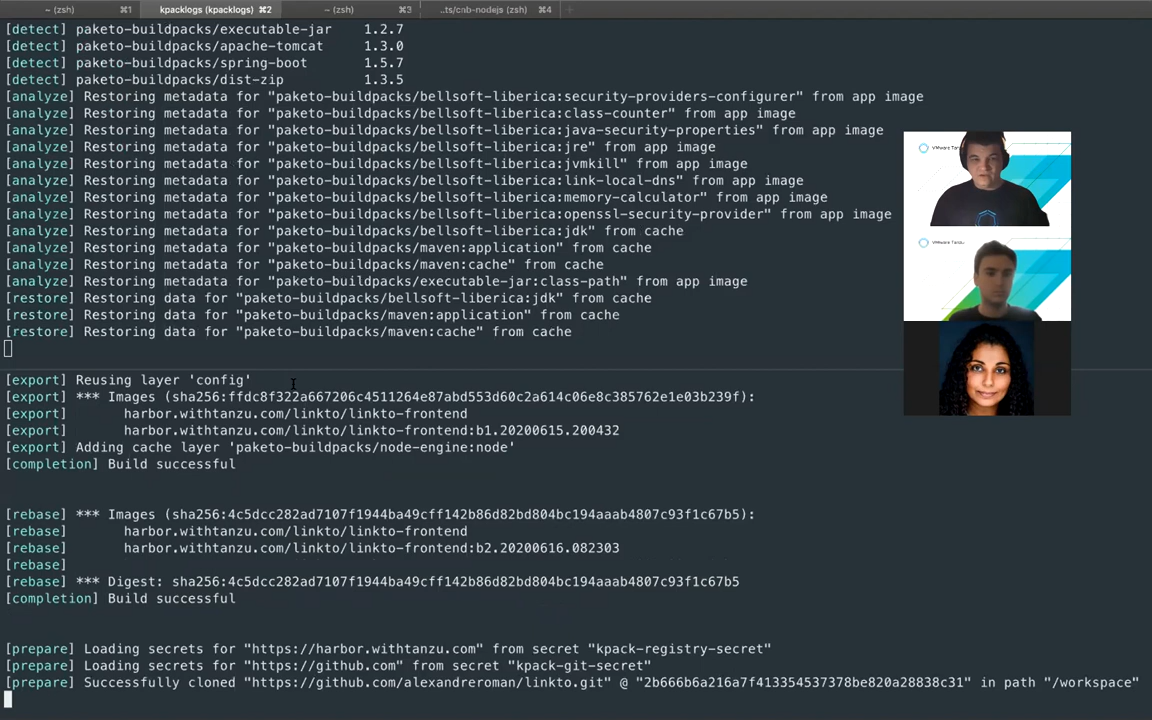 ~ (zsh) ⌘1 kpacklogs (kpacklogs) ⌘2 ~ (zsh) ⌘3 ..ts/cnb-nodejs (zsh) ⌘4 +
[detect] paketo-buildpacks/executable-jar 1.2.7
[detect] paketo-buildpacks/apache-tomcat 1.3.0
[detect] paketo-buildpacks/spring-boot 1.5.7
[detect] paketo-buildpacks/dist-zip 1.3.5
[analyze] Restoring metadata for "paketo-buildpacks/bellsoft-liberica:security-providers-configurer" from app image
[analyze] Restoring metadata for "paketo-buildpacks/bellsoft-liberica:class-counter" from app image
[analyze] Restoring metadata for "paketo-buildpacks/bellsoft-liberica:java-security-properties" from app image
[analyze] Restoring metadata for "paketo-buildpacks/bellsoft-liberica:jre" from app image
[analyze] Restoring metadata for "paketo-buildpacks/bellsoft-liberica:jvmkill" from app image
[analyze] Restoring metadata for "paketo-buildpacks/bellsoft-liberica:link-local-dns" from app image
[analyze] Restoring metadata for "paketo-buildpacks/bellsoft-liberica:memory-calculator" from app image
[analyze] Restoring metadata for "paketo-buildpacks/bellsoft-liberica:openssl-security-provider" from app image
[analyze] Restoring metadata for "paketo-buildpacks/bellsoft-liberica:jdk" from cache
[analyze] Restoring metadata for "paketo-buildpacks/maven:application" from cache
[analyze] Restoring metadata for "paketo-buildpacks/maven:cache" from cache
[analyze] Restoring metadata for "paketo-buildpacks/executable-jar:class-path" from app image
[restore] Restoring data for "paketo-buildpacks/bellsoft-liberica:jdk" from cache
[restore] Restoring data for "paketo-buildpacks/maven:application" from cache
[restore] Restoring data for "paketo-buildpacks/maven:cache" from cache
VMware Tanzu
VMware Tanzu
[export] Reusing layer 'config'
[export] *** Images (sha256:ffdc8f322a667206c4511264e87abd553d60c2a614c06e8c385762e1e03b239f):
[export] harbor.withtanzu.com/linkto/linkto-frontend
[export] harbor.withtanzu.com/linkto/linkto-frontend:b1.20200615.200432
[export] Adding cache layer 'paketo-buildpacks/node-engine:node'
[completion] Build successful
[rebase] *** Images (sha256:4c5dcc282ad7107f1944ba49cff142b86d82bd804bc194aaab4807c93f1c67b5):
[rebase] harbor.withtanzu.com/linkto/linkto-frontend
[rebase] harbor.withtanzu.com/linkto/linkto-frontend:b2.20200616.082303
[rebase]
[rebase] *** Digest: sha256:4c5dcc282ad7107f1944ba49cff142b86d82bd804bc194aaab4807c93f1c67b5
[completion] Build successful
[prepare] Loading secrets for "https://harbor.withtanzu.com" from secret "kpack-registry-secret"
[prepare] Loading secrets for "https://github.com" from secret "kpack-git-secret"
[prepare] Successfully cloned "https://github.com/alexandreroman/linkto.git" @ "2b666b6a216a7f413354537378be820a28838c31" in path "/workspace"